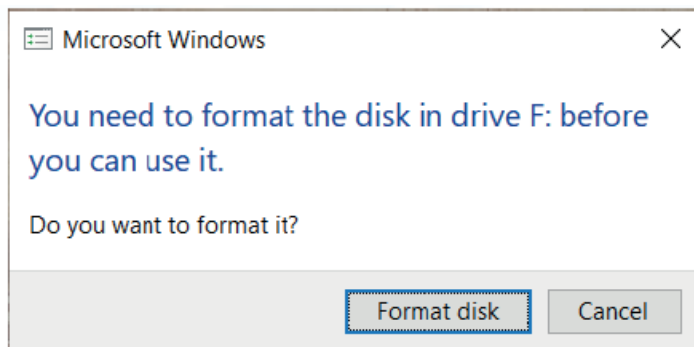 Microsoft Windows
You need to format the disk in drive F: before
you can use it.
Do you want to format it?
Format disk
Cancel